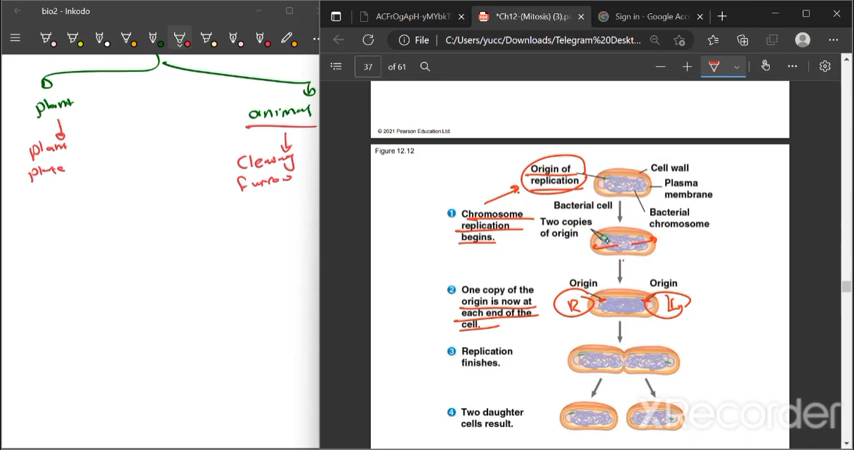 bio2 - Inkodo
ACFrOgApH-yMYbkT
*Ch12-(Mitosis) (3).p
Sign in - Google Acc
File
C:/Users/yucc/Downloads/Telegram%20Deskt...
37
of 61
plant
animal
plant
plate
Cleavag
furrow
© 2021 Pearson Education Ltd.
Figure 12.12
Origin of
replication
Cell wall
Plasma
membrane
Bacterial
chromosome
Bacterial cell
1 Chromosome
replication
begins.
Two copies
of origin
2 One copy of the
origin is now at
each end of the
cell.
Origin
Origin
R
3 Replication
finishes.
4 Two daughter
cells result.
XRecorder